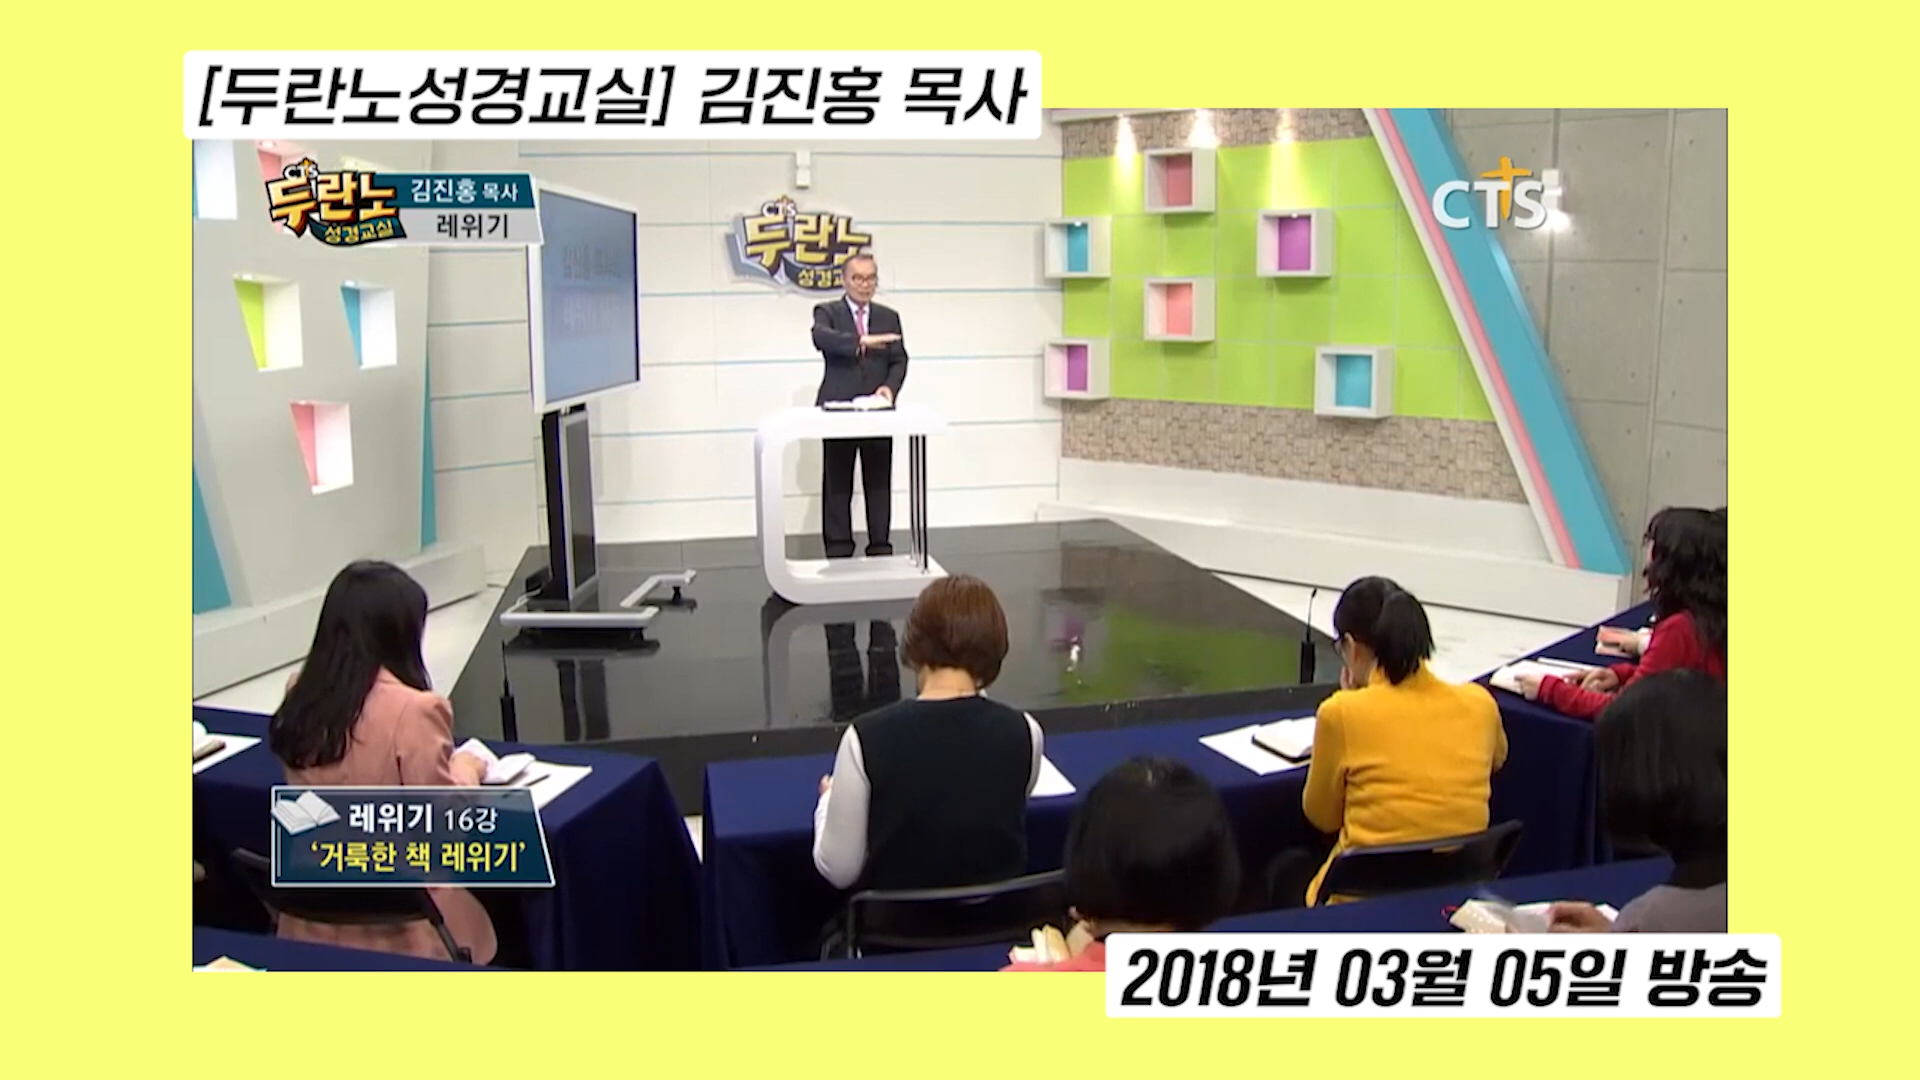 [두란노성경교실] 김진홍 목사
CTS
두란노
성경교실
김진홍 목사
레위기
CTS
두란노
성경교
CTS
레위기 16강
‘거룩한 책 레위기’
2018년 03월 05일 방송